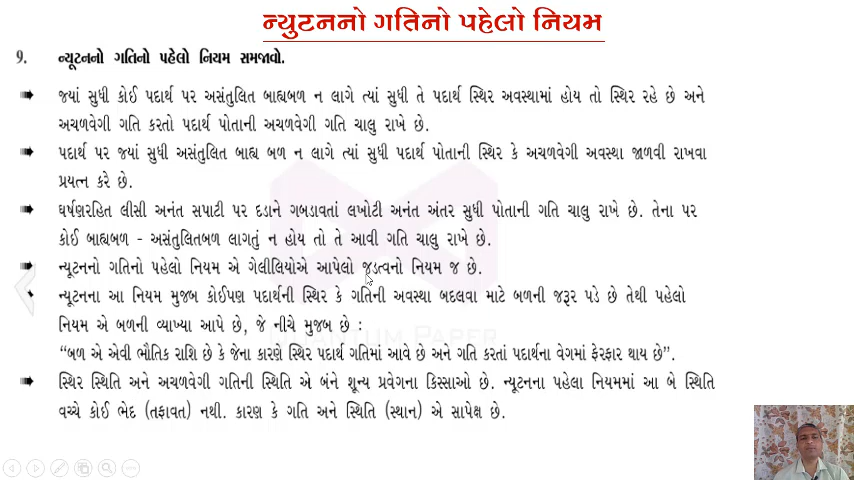 ન્યુટનનો ગતિનો પહેલો નિયમ
9. ન્યૂટનનો ગતિનો પહેલો નિયમ સમજાવો.
જ્યાં સુધી કોઈ પદાર્થ પર અસંતુલિત બાહ્યબળ ન લાગે ત્યાં સુધી તે પદાર્થ સ્થિર અવસ્થામાં હોય તો સ્થિર રહે છે અને
અચળવેગી ગતિ કરતો પદાર્થ પોતાની અચળવેગી ગતિ ચાલુ રાખે છે.
પદાર્થ પર જ્યાં સુધી અસંતુલિત બાહ્ય બળ ન લાગે ત્યાં સુધી પદાર્થ પોતાની સ્થિર કે અચળવેગી અવસ્થા જાળવી રાખવા
પ્રયત્ન કરે છે.
ઘર્ષણરહિત લીસી અનંત સપાટી પર દડાને ગબડાવતાં લખોટી અનંત અંતર સુધી પોતાની ગતિ ચાલુ રાખે છે. તેના પર
કોઈ બાહ્યબળ - અસંતુલિતબળ લાગતું ન હોય તો તે આવી ગતિ ચાલુ રાખે છે.
ન્યૂટનનો ગતિનો પહેલો નિયમ એ ગેલીલિયોએ આપેલો જડત્વનો નિયમ જ છે.
ન્યૂટનના આ નિયમ મુજબ કોઈપણ પદાર્થની સ્થિર કે ગતિની અવસ્થા બદલવા માટે બળની જરૂર પડે છે તેથી પહેલો
નિયમ એ બળની વ્યાખ્યા આપે છે, જે નીચે મુજબ છે :
“બળ એ એવી ભૌતિક રાશિ છે કે જેના કારણે સ્થિર પદાર્થ ગતિમાં આવે છે અને ગતિ કરતાં પદાર્થના વેગમાં ફેરફાર થાય છે”.
સ્થિર સ્થિતિ અને અચળવેગી ગતિની સ્થિતિ એ બંને શૂન્ય પ્રવેગના કિસ્સાઓ છે. ન્યૂટનના પહેલા નિયમમાં આ બે સ્થિતિ
વચ્ચે કોઈ ભેદ (તફાવત) નથી. કારણ કે ગતિ અને સ્થિતિ (સ્થાન) એ સાપેક્ષ છે.
QUANTUM PAPER